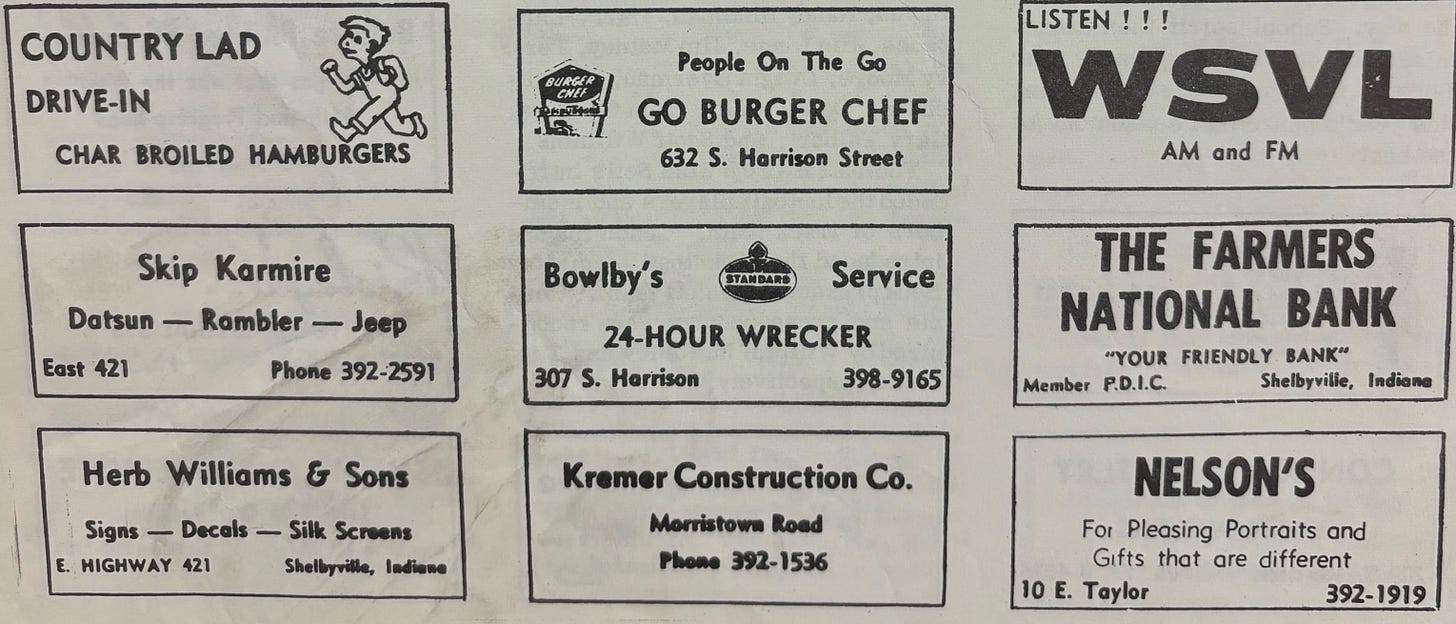 COUNTRY LAD
DRIVE-IN
CHAR BROILED HAMBURGERS
BURGER
CHEF
People On The Go
GO BURGER CHEF
632 S. Harrison Street
LISTEN ! ! !
WSVL
AM and FM
Skip Karmire
Datsun — Rambler — Jeep
East 421 Phone 392-2591
Bowlby's STANDARD Service
24-HOUR WRECKER
307 S. Harrison 398-9165
THE FARMERS
NATIONAL BANK
"YOUR FRIENDLY BANK"
Member F.D.I.C. Shelbyville, Indiana
Herb Williams & Sons
Signs — Decals — Silk Screens
E. HIGHWAY 421 Shelbyville, Indiana
Kremer Construction Co.
Morristown Road
Phone 392-1536
NELSON'S
For Pleasing Portraits and
Gifts that are different
10 E. Taylor 392-1919